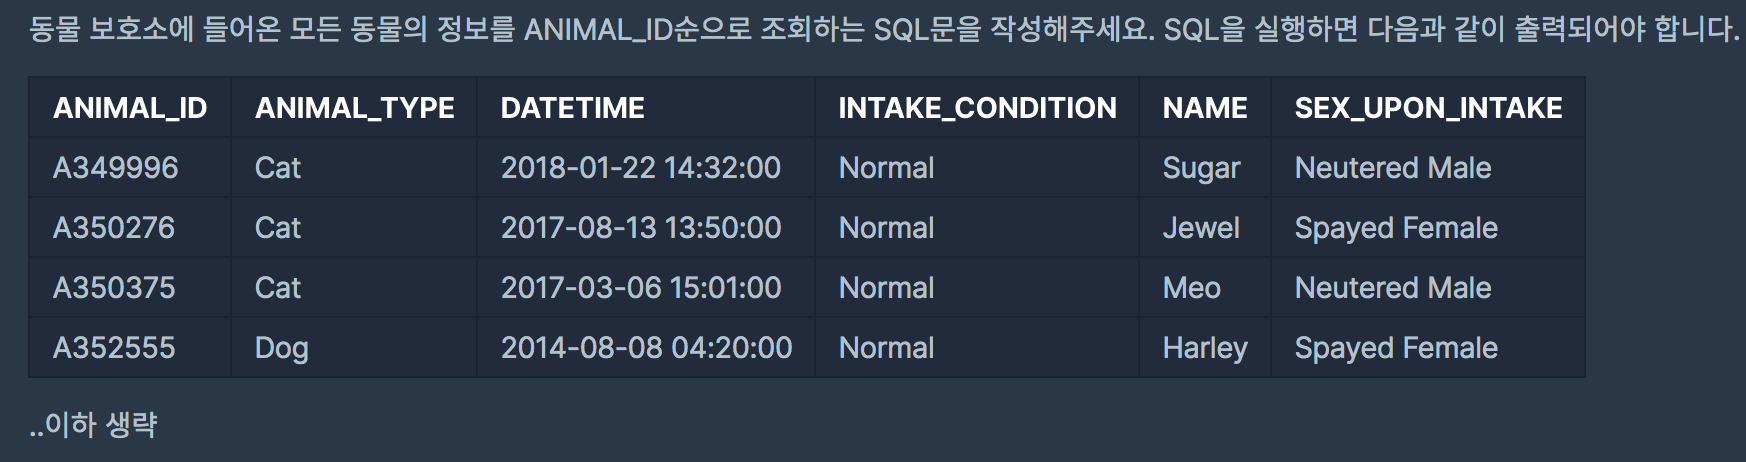 동물 보호소에 들어온 모든 동물의 정보를 ANIMAL_ID순으로 조회하는 SQL문을 작성해주세요. SQL을 실행하면 다음과 같이 출력되어야 합니다.
ANIMAL_ID ANIMAL_TYPE DATETIME INTAKE_CONDITION NAME SEX_UPON_INTAKE
A349996 Cat 2018-01-22 14:32:00 Normal Sugar Neutered Male
A350276 Cat 2017-08-13 13:50:00 Normal Jewel Spayed Female
A350375 Cat 2017-03-06 15:01:00 Normal Meo Neutered Male
A352555 Dog 2014-08-08 04:20:00 Normal Harley Spayed Female
..이하 생략